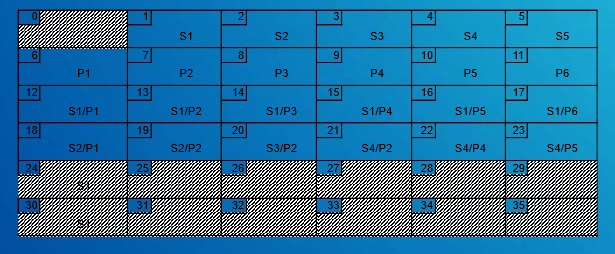 0 1 2 3 4 5
S1 S2 S3 S4 S5
6 7 8 9 10 11
P1 P2 P3 P4 P5 P6
12 13 14 15 16 17
S1/P1 S1/P2 S1/P3 S1/P4 S1/P5 S1/P6
18 19 20 21 22 23
S2/P1 S2/P2 S3/P2 S4/P2 S4/P4 S4/P5
24 25 26 27 28 29
S1
30 31 32 33 34 35
S1